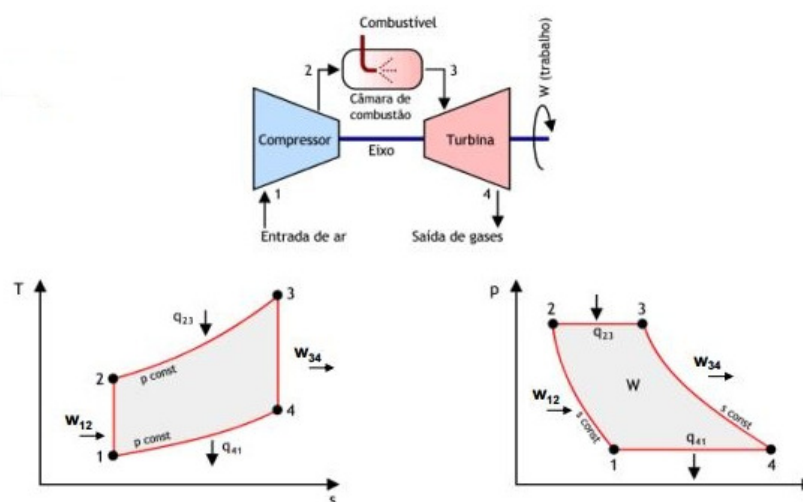 Combustível
2
3
Câmara de
combustão
W (trabalho)
Compressor
Eixo
Turbina
1
4
Entrada de ar
Saída de gases
T
3
q23
p const
w34
2
w12
4
p const
1
q41
s
p
2
3
q23
w34
W
w12
s const
s const
q41
1
4